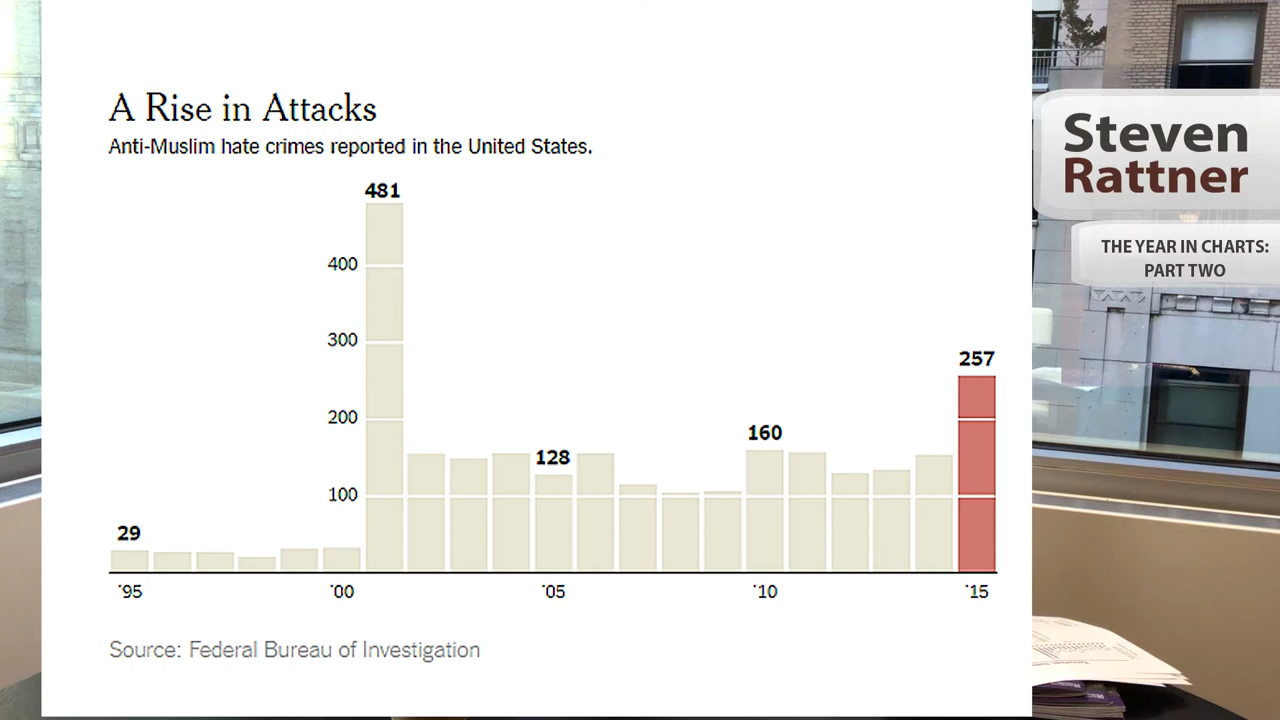 A Rise in Attacks
Anti-Muslim hate crimes reported in the United States.
481
400
300
257
200
160
128
100
29
'95
'00
'05
'10
'15
Source: Federal Bureau of Investigation
Steven
Rattner
THE YEAR IN CHARTS:
PART TWO